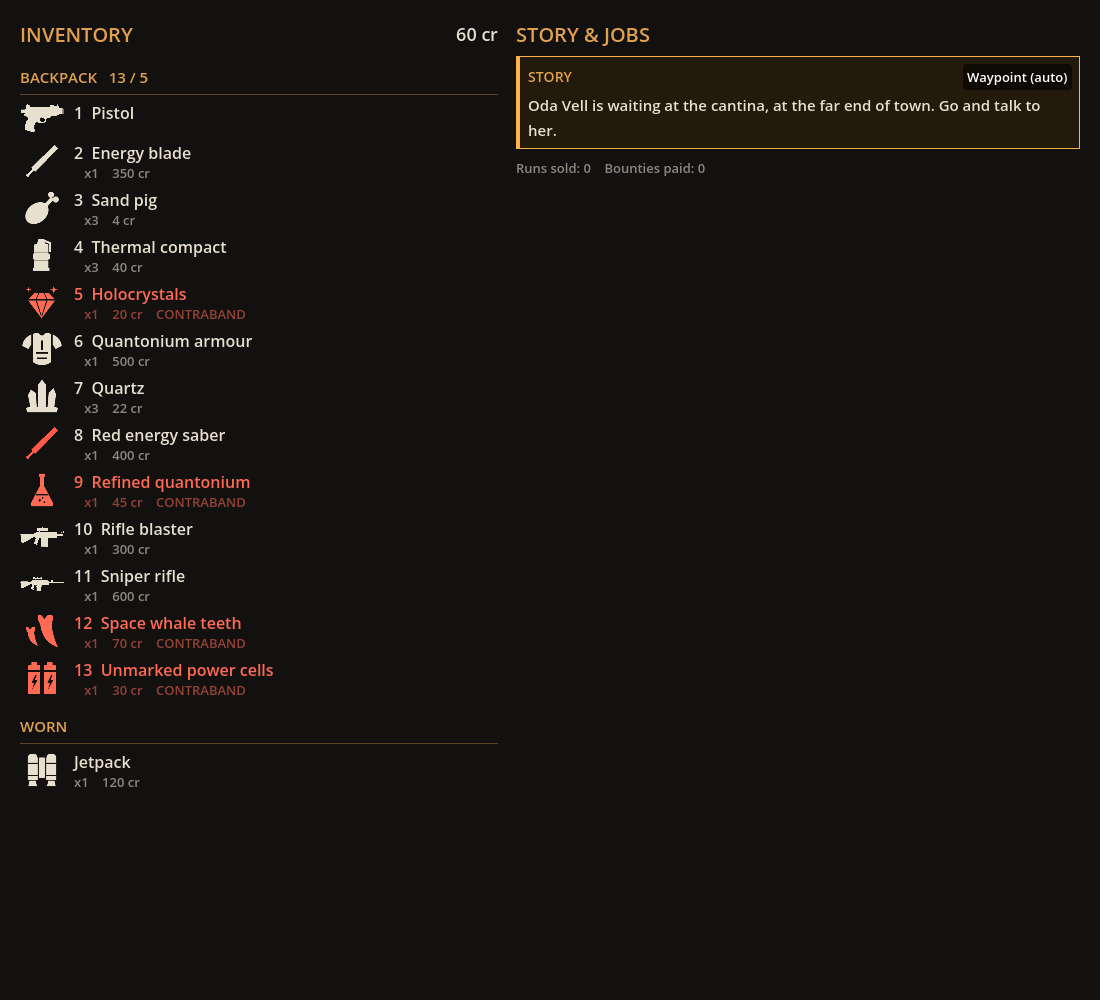 INVENTORY
60 cr
BACKPACK 13 / 5
1 Pistol
2 Energy blade
x1 350 cr
3 Sand pig
x3 4 cr
4 Thermal compact
x3 40 cr
5 Holocrystals
x1 20 cr CONTRABAND
6 Quantonium armour
x1 500 cr
7 Quartz
x3 22 cr
8 Red energy saber
x1 400 cr
9 Refined quantonium
x1 45 cr CONTRABAND
10 Rifle blaster
x1 300 cr
11 Sniper rifle
x1 600 cr
12 Space whale teeth
x1 70 cr CONTRABAND
13 Unmarked power cells
x1 30 cr CONTRABAND
WORN
Jetpack
x1 120 cr
STORY & JOBS
STORY
Waypoint (auto)
Oda Vell is waiting at the cantina, at the far end of town. Go and talk to
her.
Runs sold: 0 Bounties paid: 0